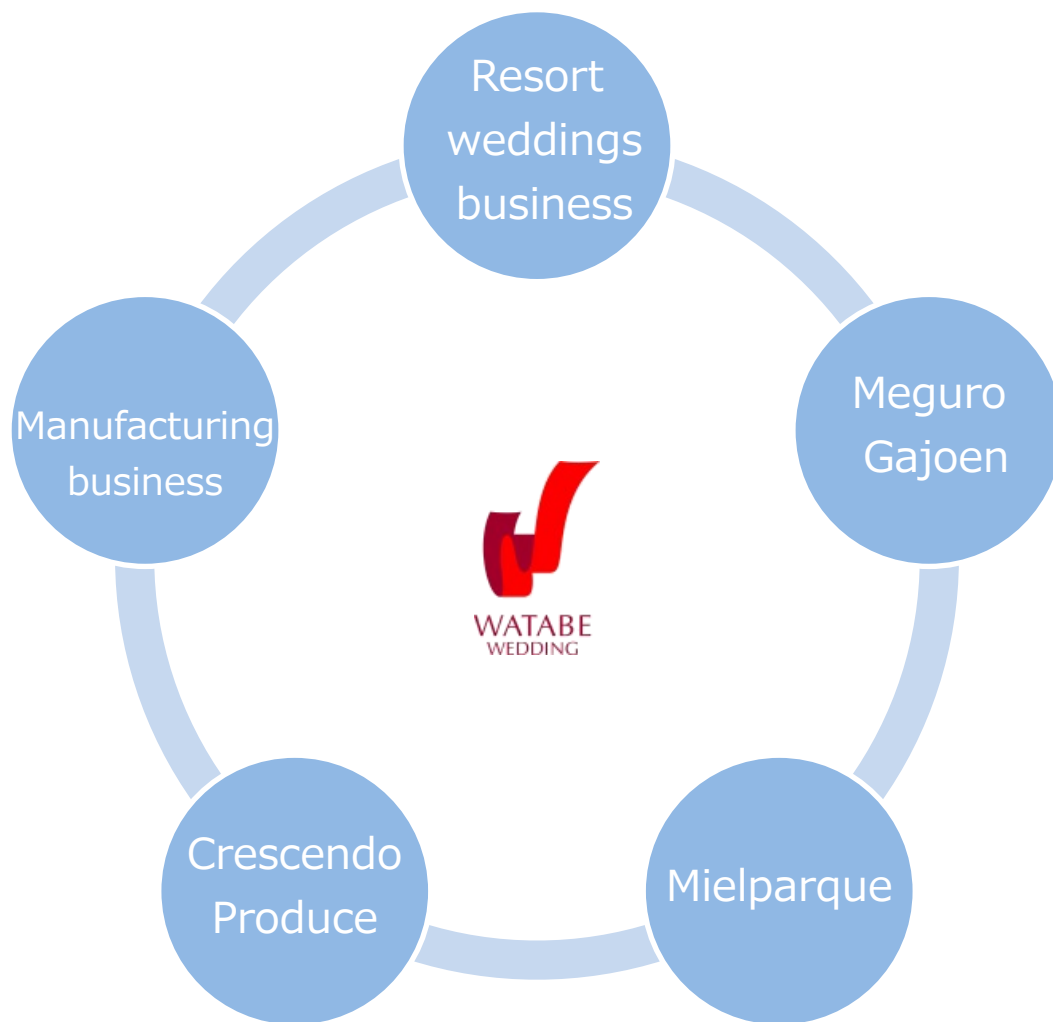 Resort
weddings
business
Meguro
Gajoen
Mielparque
Crescendo
Produce
Manufacturing
business
WATABE
WEDDING